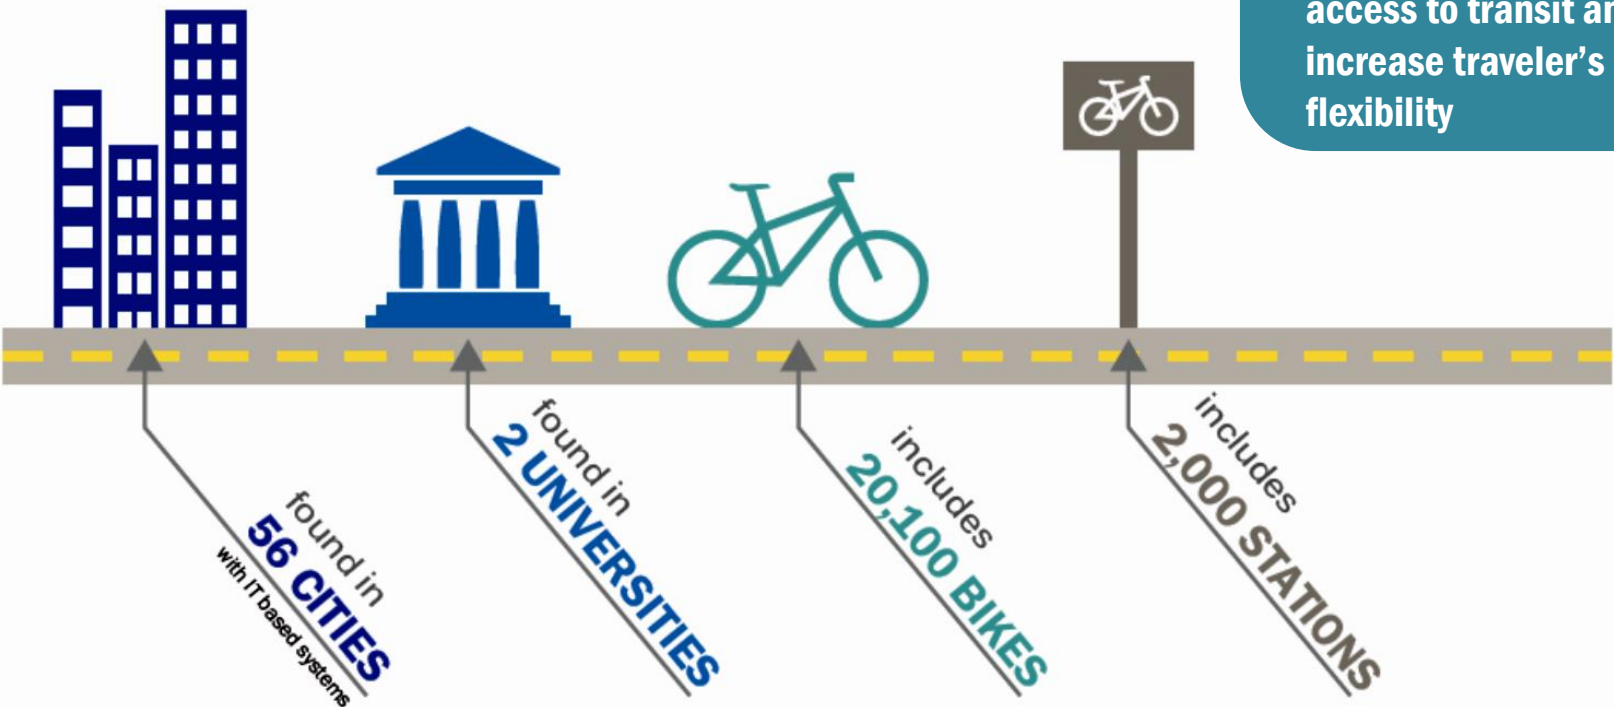 access to transit
increase traveler's
flexibility
found in
56 CITIES
with IT based systems
found in
2 UNIVERSITIES
includes
20,100 BIKES
includes
2,000 STATIONS